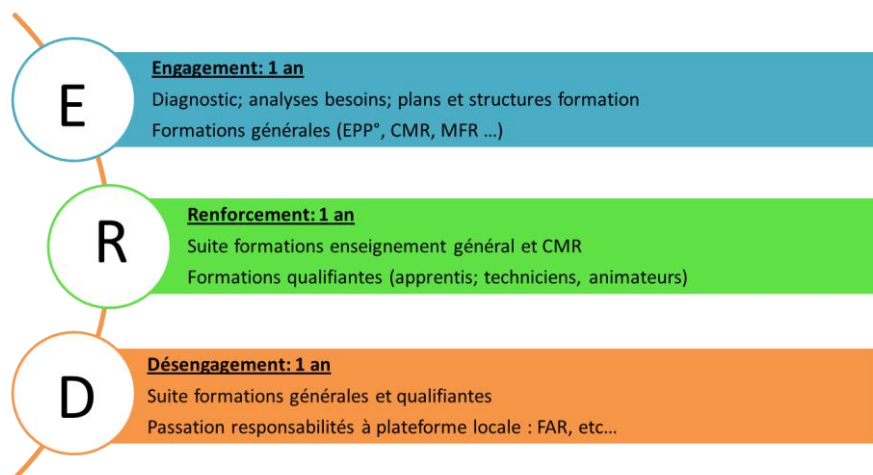 E
Engagement: 1 an
Diagnostic; analyses besoins; plans et structures formation
Formations générales (EPP°, CMR, MFR ...)
R
Renforcement: 1 an
Suite formations enseignement général et CMR
Formations qualifiantes (apprentis; techniciens, animateurs)
D
Désengagement: 1 an
Suite formations générales et qualifiantes
Passation responsabilités à plateforme locale : FAR, etc...